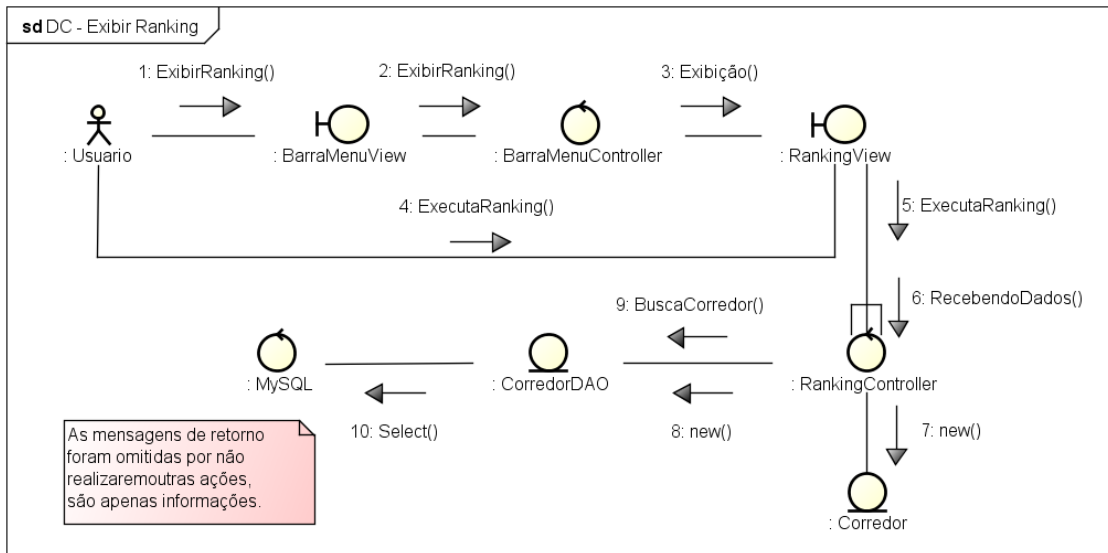 sd DC - Exibir Ranking
1: ExibirRanking()
2: ExibirRanking()
3: Exibição()
: Usuario
: BarraMenuView
: BarraMenuController
: RankingView
4: ExecutaRanking()
5: ExecutaRanking()
6: RecebendoDados()
9: BuscaCorredor()
: MySQL
: CorredorDAO
: RankingController
10: Select()
8: new()
7: new()
As mensagens de retorno
foram omitidas por não
realizaremoutras ações,
são apenas informações.
: Corredor